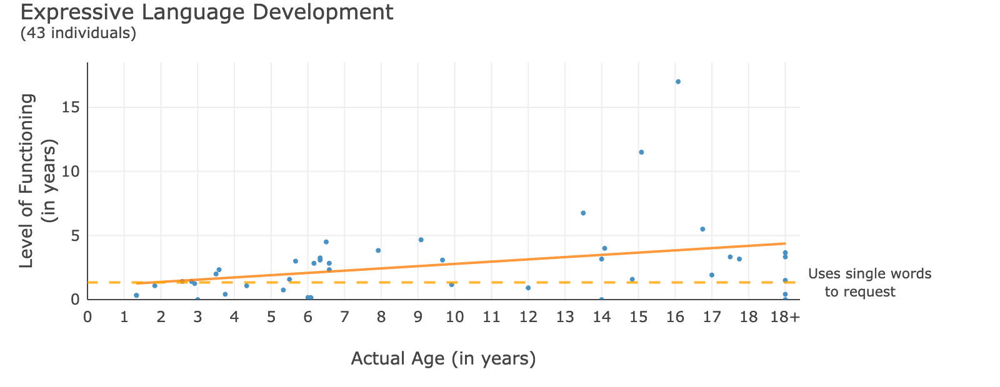 Expressive Language Development
(43 individuals)
Level of Functioning
(in years)
15
10
5
0
0 1 2 3 4 5 6 7 8 9 10 11 12 13 14 15 16 17 18 18+
Actual Age (in years)
Uses single words
to request